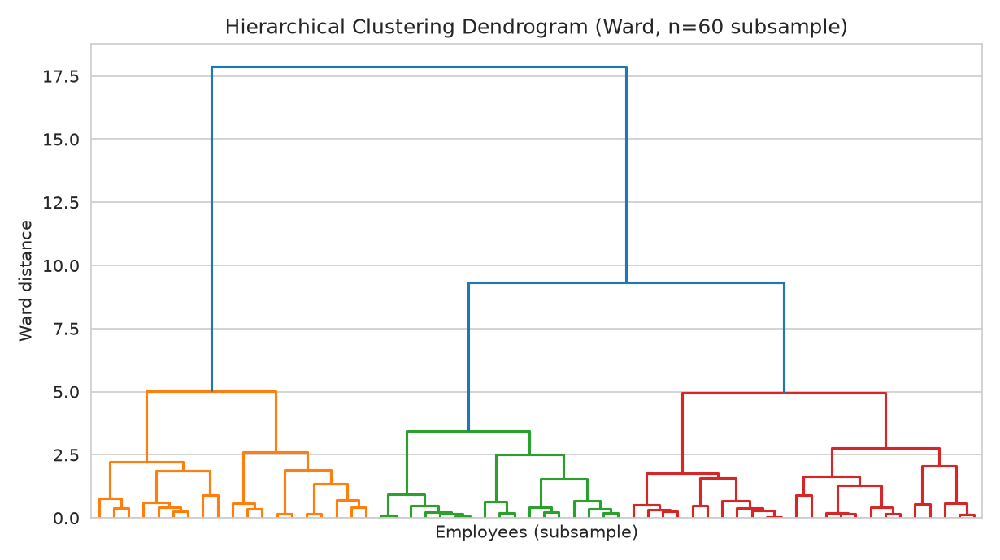 Hierarchical Clustering Dendrogram (Ward, n=60 subsample)
17.5
15.0
12.5
10.0
7.5
5.0
2.5
0.0
Ward distance
Employees (subsample)